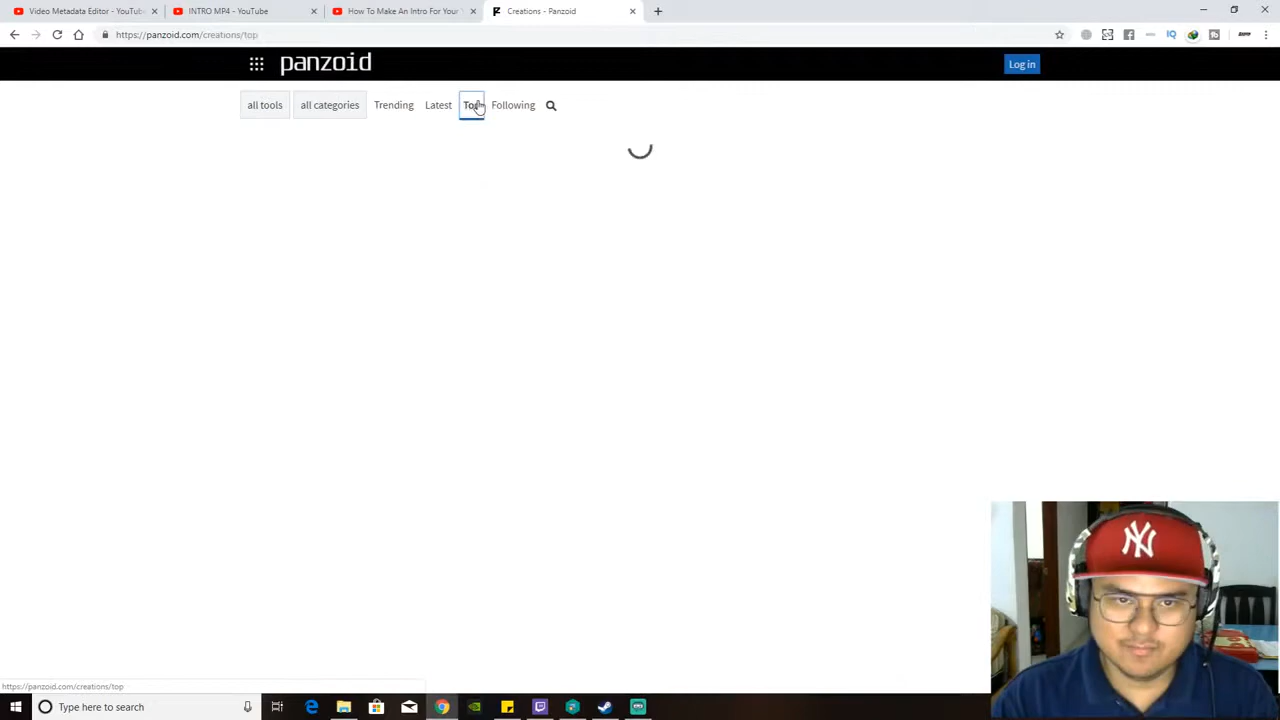 Video Metadata Editor - YouTub
INTRO MP4 - YouTube
How To Make An Intro For Your
Creations - Panzoid
https://panzoid.com/creations/top
IQ
panzoid
Log in
all tools
all categories
Trending
Latest
Top
Following
NY
https://panzoid.com/creations/top
Type here to search